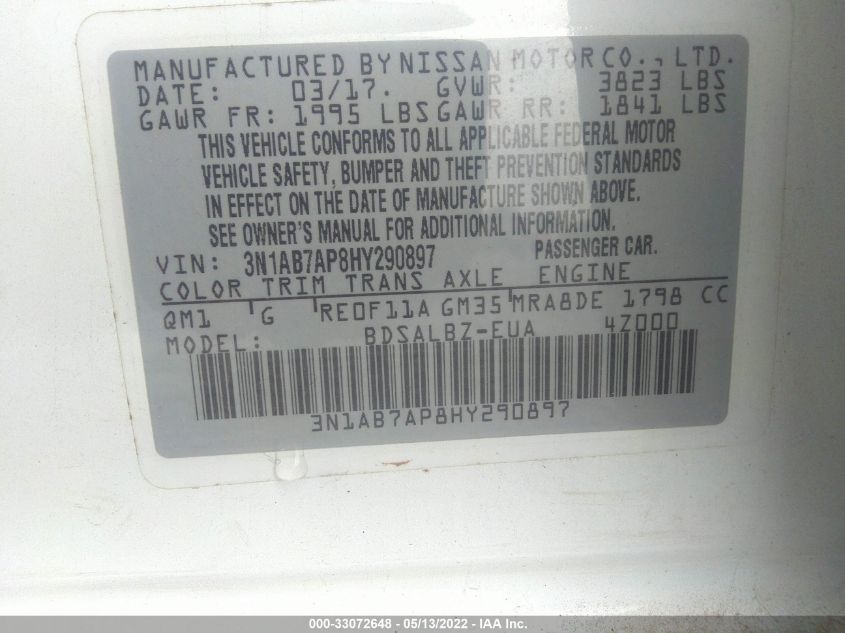 MANUFACTURED BY NISSAN MOTOR CO., LTD.
DATE: 03/17. GVWR: 3823 LBS
GAWR FR: 1995 LBS GAWR RR: 1841 LBS
THIS VEHICLE CONFORMS TO ALL APPLICABLE FEDERAL MOTOR
VEHICLE SAFETY, BUMPER AND THEFT PREVENTION STANDARDS
IN EFFECT ON THE DATE OF MANUFACTURE SHOWN ABOVE.
SEE OWNER'S MANUAL FOR ADDITIONAL INFORMATION.
VIN: 3N1AB7AP8HY290897 PASSENGER CAR.
COLOR TRIM TRANS AXLE ENGINE
QM1 G RE0F11A GM35 MRA8DE 1798 CC
MODEL: BDSALBZ-EUA 4Z000
3N1AB7AP8HY290897
000-33072648 - 05/13/2022 - IAA Inc.